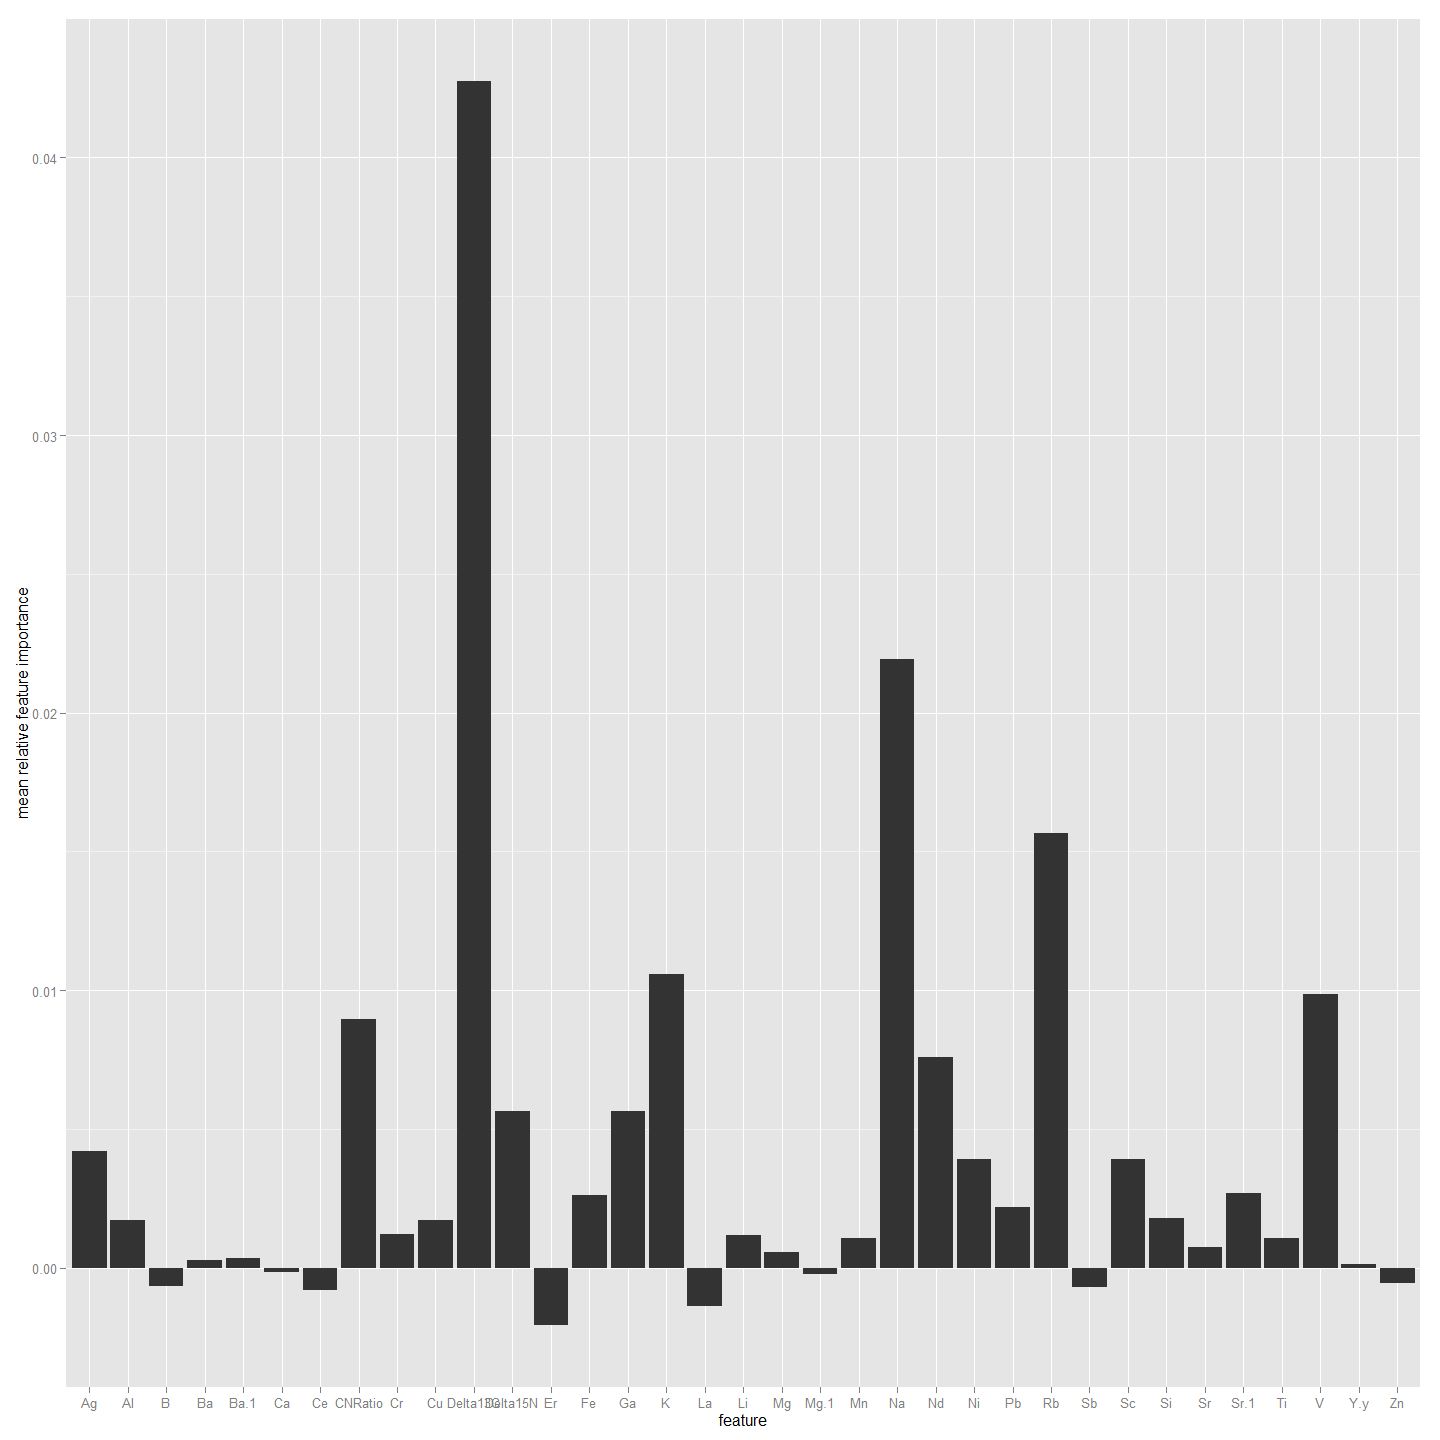 mean relative feature importance
0.04
0.03
0.02
0.01
0.00
Ag Al B Ba Ba.1 Ca Ce CNRatio Cr Cu Delta13C Delta15N Er Fe Ga K La Li Mg Mg.1 Mn Na Nd Ni Pb Rb Sb Sc Si Sr Sr.1 Ti V Y.y Zn
feature